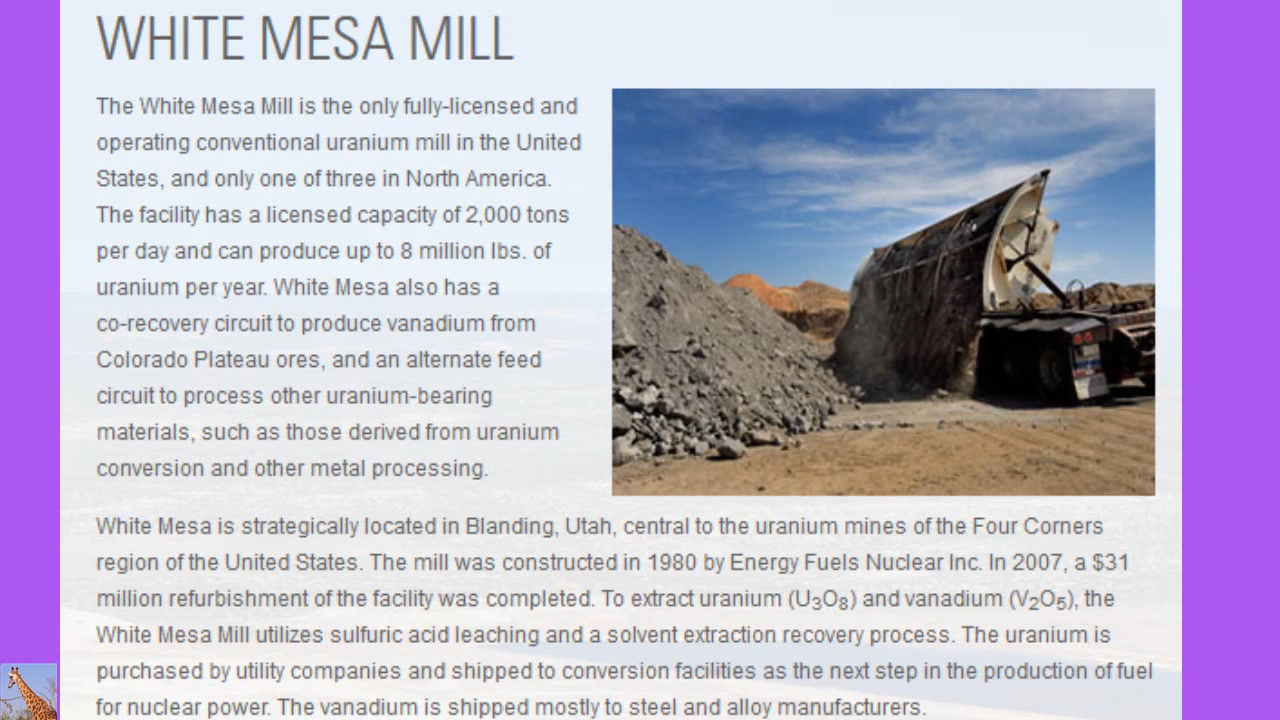 WHITE MESA MILL
The White Mesa Mill is the only fully-licensed and
operating conventional uranium mill in the United
States, and only one of three in North America.
The facility has a licensed capacity of 2,000 tons
per day and can produce up to 8 million lbs. of
uranium per year. White Mesa also has a
co-recovery circuit to produce vanadium from
Colorado Plateau ores, and an alternate feed
circuit to process other uranium-bearing
materials, such as those derived from uranium
conversion and other metal processing.
White Mesa is strategically located in Blanding, Utah, central to the uranium mines of the Four Corners
region of the United States. The mill was constructed in 1980 by Energy Fuels Nuclear Inc. In 2007, a $31
million refurbishment of the facility was completed. To extract uranium (U₃O₈) and vanadium (V₂O₅), the
White Mesa Mill utilizes sulfuric acid leaching and a solvent extraction recovery process. The uranium is
purchased by utility companies and shipped to conversion facilities as the next step in the production of fuel
for nuclear power. The vanadium is shipped mostly to steel and alloy manufacturers.